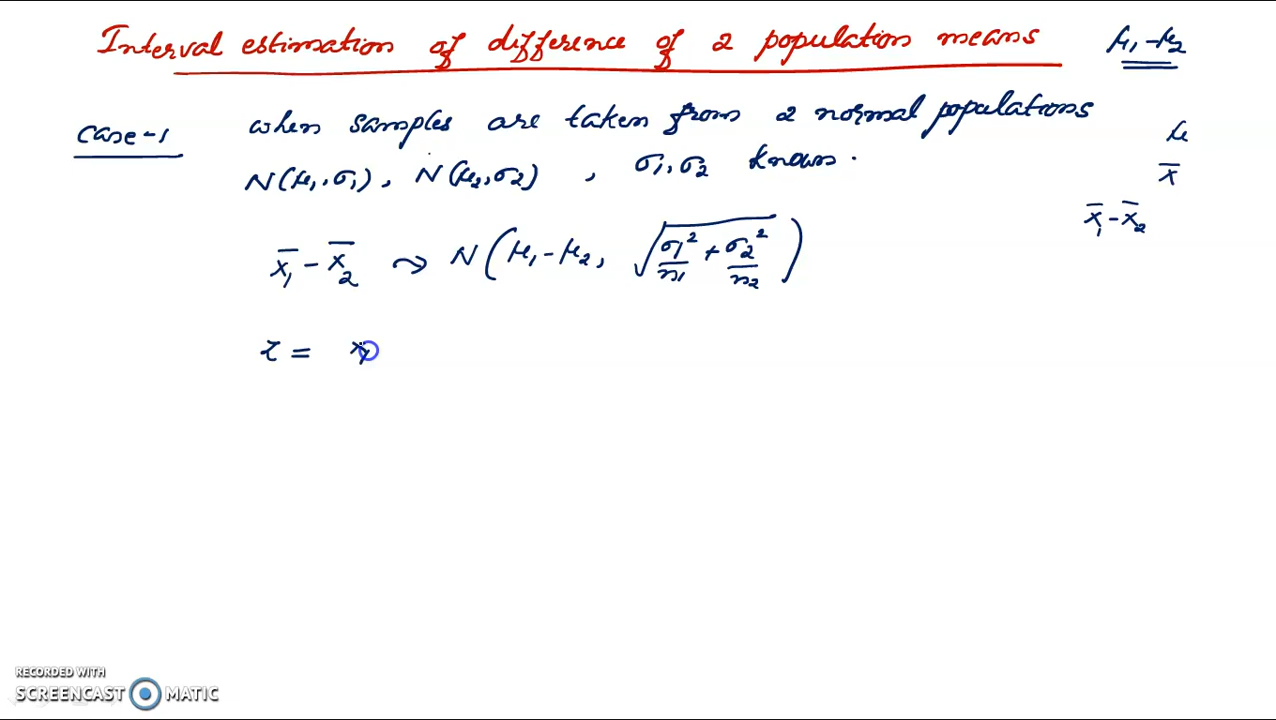 Interval estimation of difference of 2 population means μ₁-μ₂
Case-1 when samples are taken from 2 normal populations
N(μ₁,σ₁), N(μ₂,σ₂), σ₁,σ₂ known.
μ
x̄
x̄₁-x̄₂
x̄₁ - x̄₂ ⇝ N(μ₁-μ₂, √(σ₁²/n₁ + σ₂²/n₂))
z = x
RECORDED WITH
SCREENCAST MATIC